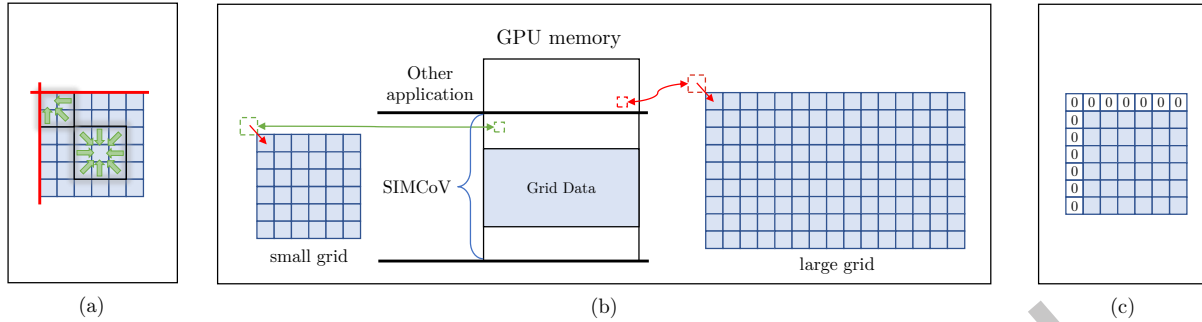 GPU memory
Other
application
SIMCoV
Grid Data
small grid
large grid
0 0 0 0 0 0 0
0
0
0
0
0
0
(a)
(b)
(c)